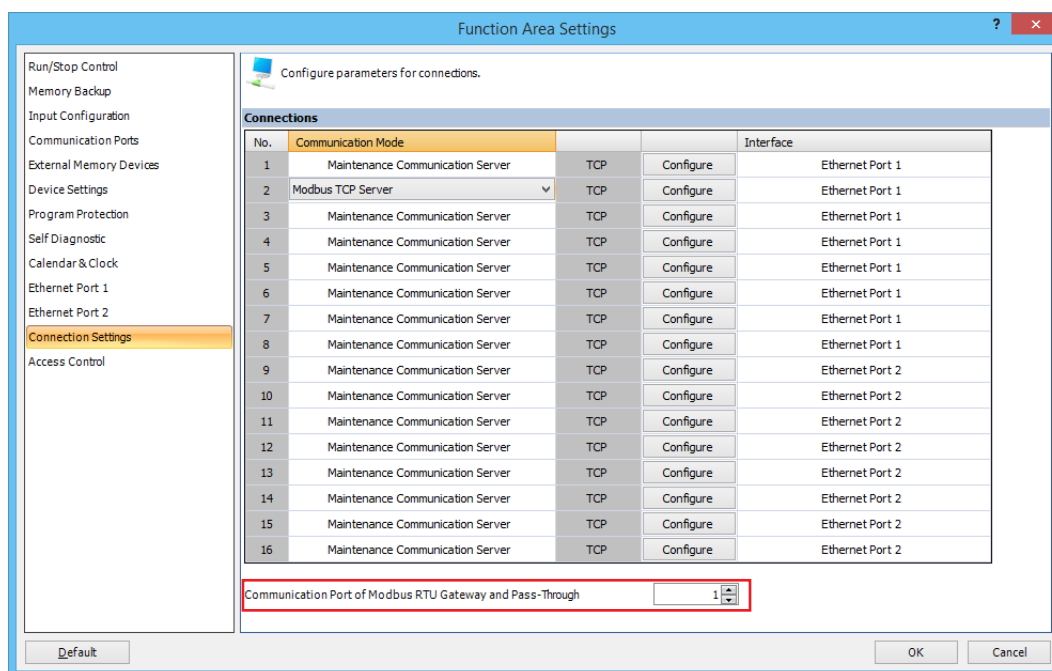 Function Area Settings
?
×
Run/Stop Control
Memory Backup
Input Configuration
Communication Ports
External Memory Devices
Device Settings
Program Protection
Self Diagnostic
Calendar & Clock
Ethernet Port 1
Ethernet Port 2
Connection Settings
Access Control
Configure parameters for connections.
Connections
No. Communication Mode Interface
1 Maintenance Communication Server TCP Configure Ethernet Port 1
2 Modbus TCP Server TCP Configure Ethernet Port 1
3 Maintenance Communication Server TCP Configure Ethernet Port 1
4 Maintenance Communication Server TCP Configure Ethernet Port 1
5 Maintenance Communication Server TCP Configure Ethernet Port 1
6 Maintenance Communication Server TCP Configure Ethernet Port 1
7 Maintenance Communication Server TCP Configure Ethernet Port 1
8 Maintenance Communication Server TCP Configure Ethernet Port 1
9 Maintenance Communication Server TCP Configure Ethernet Port 2
10 Maintenance Communication Server TCP Configure Ethernet Port 2
11 Maintenance Communication Server TCP Configure Ethernet Port 2
12 Maintenance Communication Server TCP Configure Ethernet Port 2
13 Maintenance Communication Server TCP Configure Ethernet Port 2
14 Maintenance Communication Server TCP Configure Ethernet Port 2
15 Maintenance Communication Server TCP Configure Ethernet Port 2
16 Maintenance Communication Server TCP Configure Ethernet Port 2
Communication Port of Modbus RTU Gateway and Pass-Through 1
Default OK Cancel